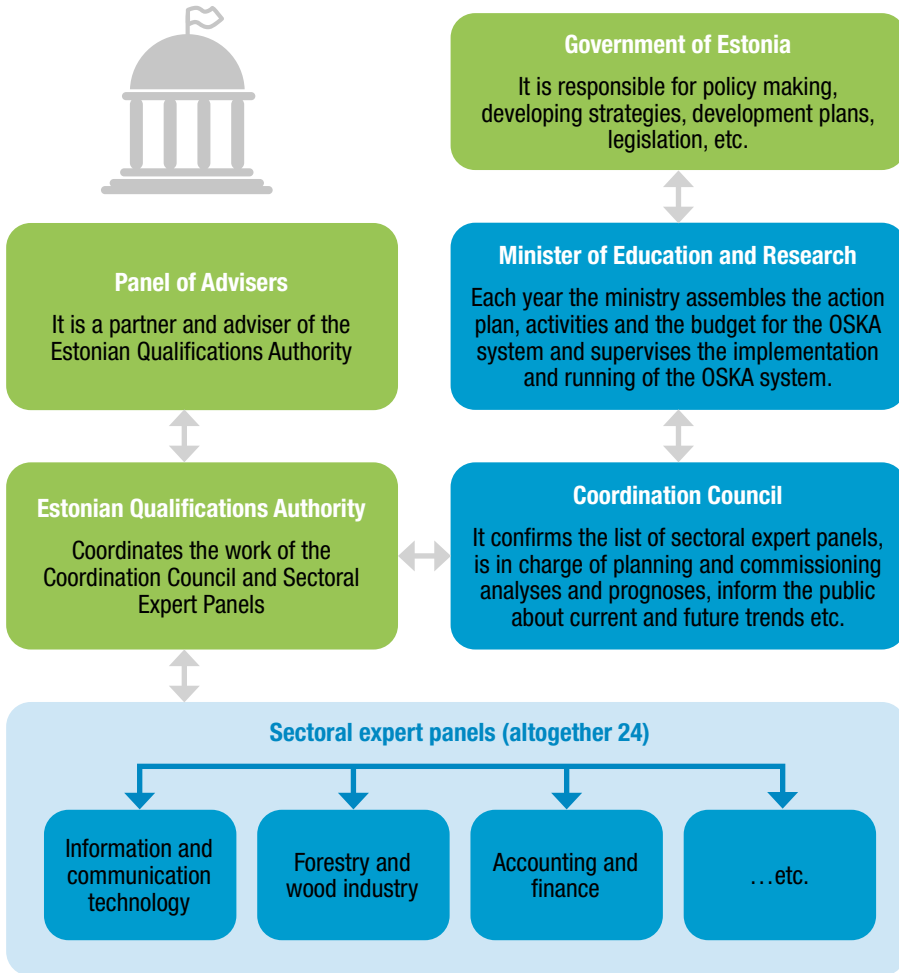 Government of Estonia
It is responsible for policy making,
developing strategies, development plans,
legislation, etc.
Panel of Advisers
It is a partner and adviser of the
Estonian Qualifications Authority
Minister of Education and Research
Each year the ministry assembles the action
plan, activities and the budget for the OSKA
system and supervises the implementation
and running of the OSKA system.
Estonian Qualifications Authority
Coordinates the work of the
Coordination Council and Sectoral
Expert Panels
Coordination Council
It confirms the list of sectoral expert panels,
is in charge of planning and commissioning
analyses and prognoses, inform the public
about current and future trends etc.
Sectoral expert panels (altogether 24)
Information and
communication
technology
Forestry and
wood industry
Accounting and
finance
…etc.